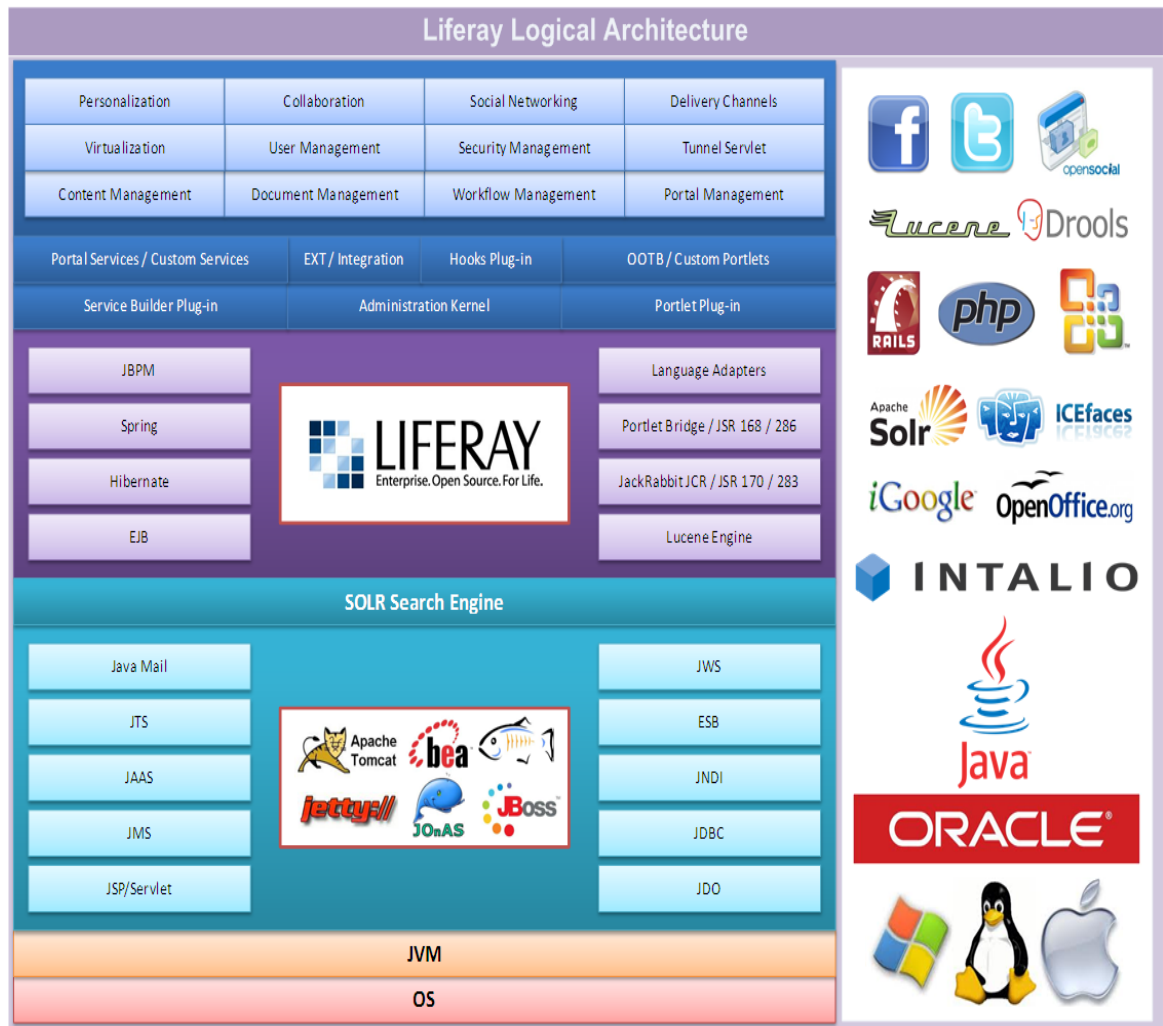 Liferay Logical Architecture
Personalization
Collaboration
Social Networking
Delivery Channels
Virtualization
User Management
Security Management
Tunnel Servlet
Content Management
Document Management
Workflow Management
Portal Management
Portal Services / Custom Services
EXT / Integration
Hooks Plug-in
OOTB / Custom Portlets
Service Builder Plug-in
Administration Kernel
Portlet Plug-in
JBPM
Spring
Hibernate
EJB
LIFERAY
Enterprise. Open Source. For Life.
Language Adapters
Portlet Bridge / JSR 168 / 286
JackRabbit JCR / JSR 170 / 283
Lucene Engine
SOLR Search Engine
Java Mail
JTS
JAAS
JMS
JSP/Servlet
Apache
Tomcat
bea
jetty://
JOnAS
JBoss
JWS
ESB
JNDI
JDBC
JDO
JVM
OS
f
t
opensocial
Lucene
Drools
RAILS
php
Apache
Solr
ICEfaces
iGoogle
OpenOffice.org
INTALIO
Java
ORACLE®